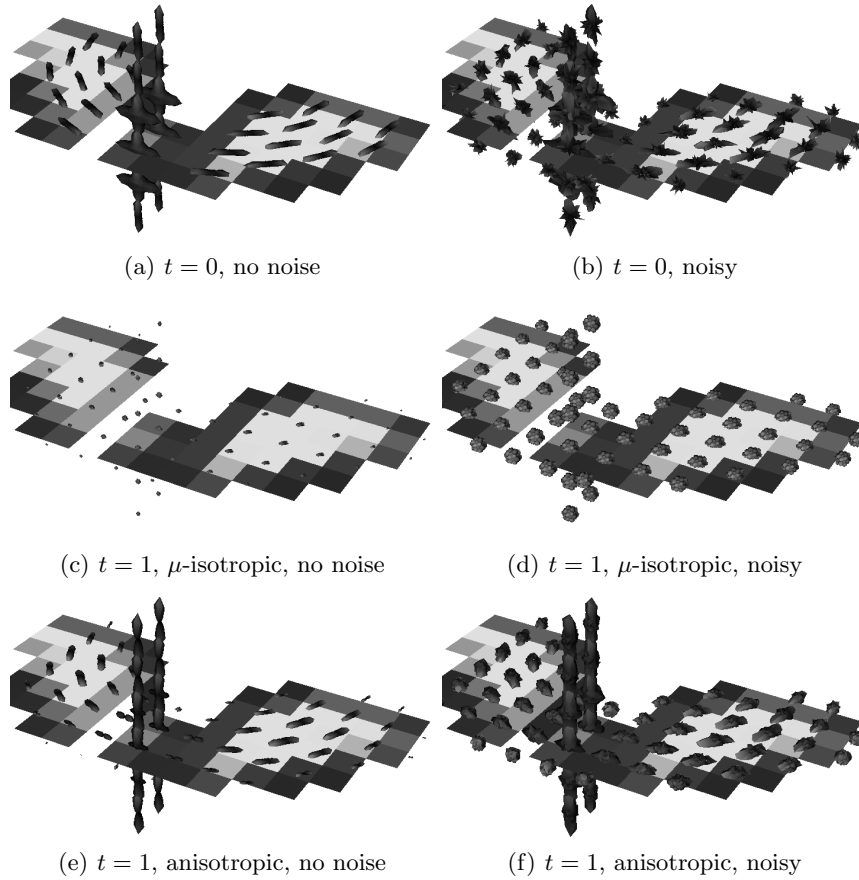 (a) t = 0, no noise
(b) t = 0, noisy
(c) t = 1, μ-isotropic, no noise
(d) t = 1, μ-isotropic, noisy
(e) t = 1, anisotropic, no noise
(f) t = 1, anisotropic, noisy